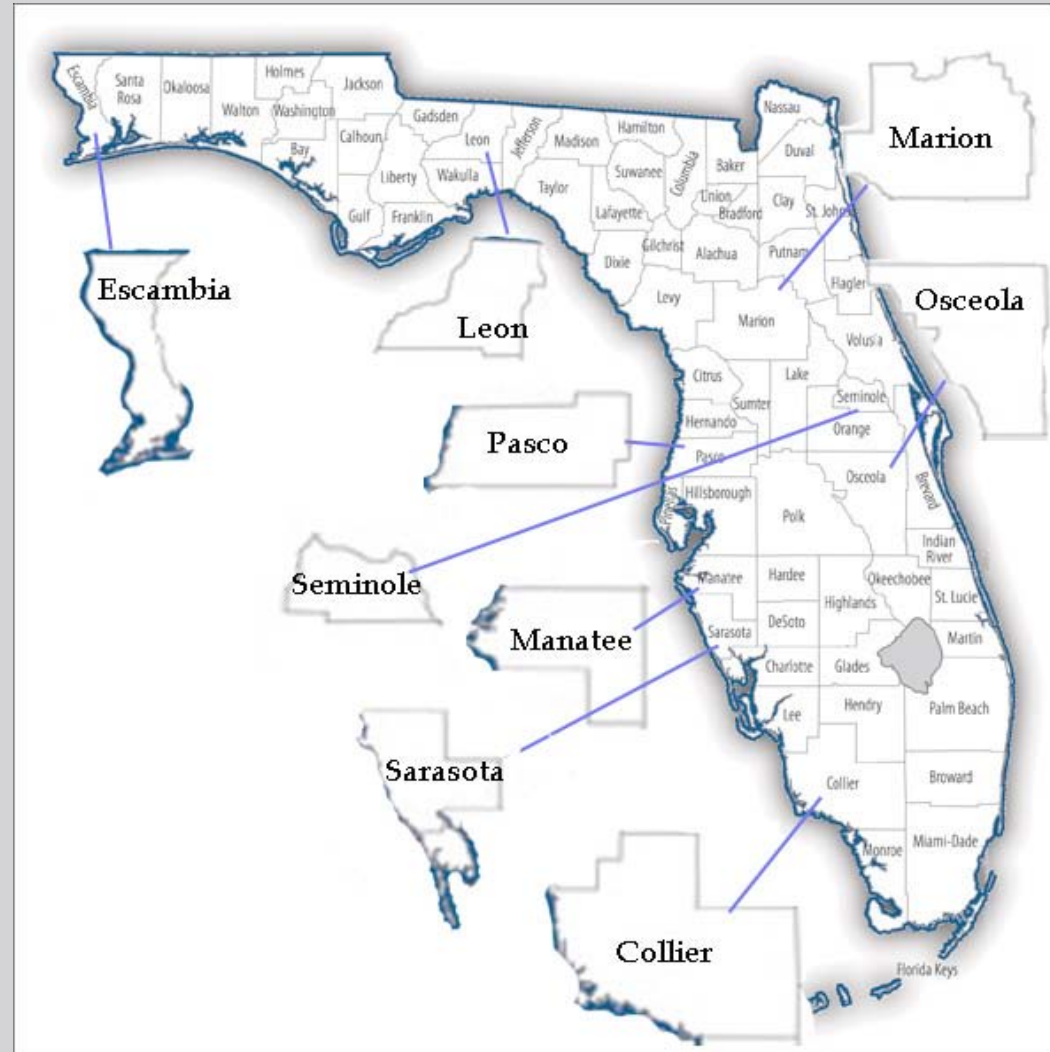 Escambia
Santa
Rosa
Okaloosa
Walton
Holmes
Washington
Jackson
Bay
Calhoun
Gulf
Liberty
Gadsden
Franklin
Leon
Wakulla
Jefferson
Madison
Taylor
Hamilton
Suwanee
Lafayette
Dixie
Columbia
Gilchrist
Levy
Baker
Union
Bradford
Alachua
Nassau
Duval
Clay
St. Johns
Putnam
Flagler
Marion
Volusia
Citrus
Sumter
Lake
Hernando
Pasco
Seminole
Orange
Osceola
Brevard
Pinellas
Hillsborough
Polk
Indian
River
Manatee
Hardee
Highlands
Okeechobee
St. Lucie
Sarasota
DeSoto
Martin
Charlotte
Glades
Lee
Hendry
Palm Beach
Collier
Broward
Monroe
Miami-Dade
Florida Keys
Marion
Osceola
Escambia
Leon
Pasco
Seminole
Manatee
Sarasota
Collier